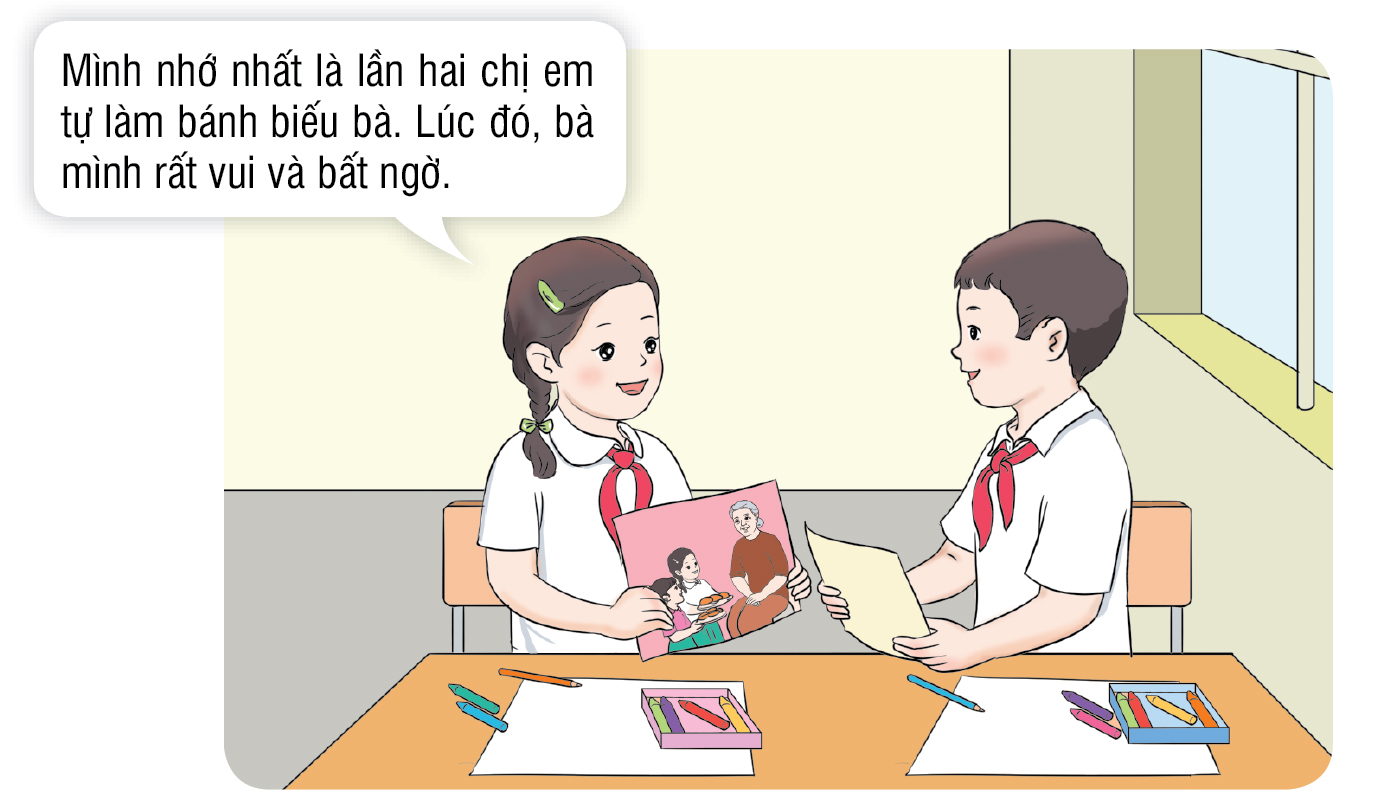 Mình nhớ nhất là lần hai chị em
tự làm bánh biếu bà. Lúc đó, bà
mình rất vui và bất ngờ.